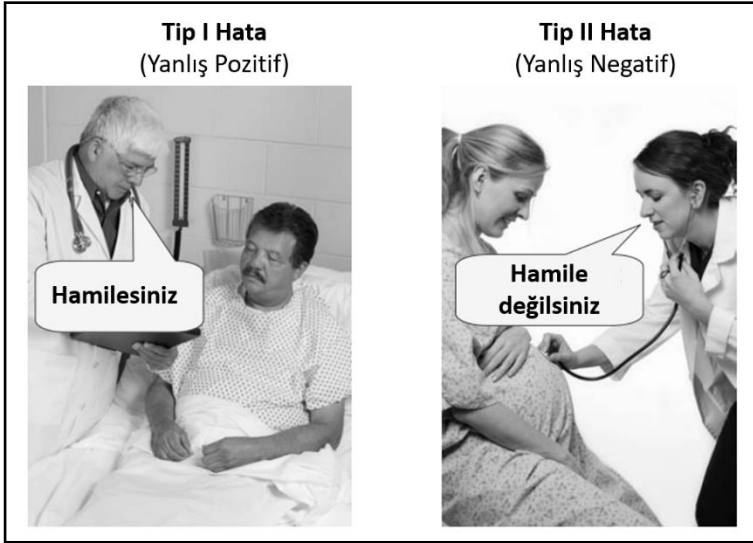 Tip I Hata
(Yanlış Pozitif)
Hamilesiniz
Tip II Hata
(Yanlış Negatif)
Hamile
değilsiniz